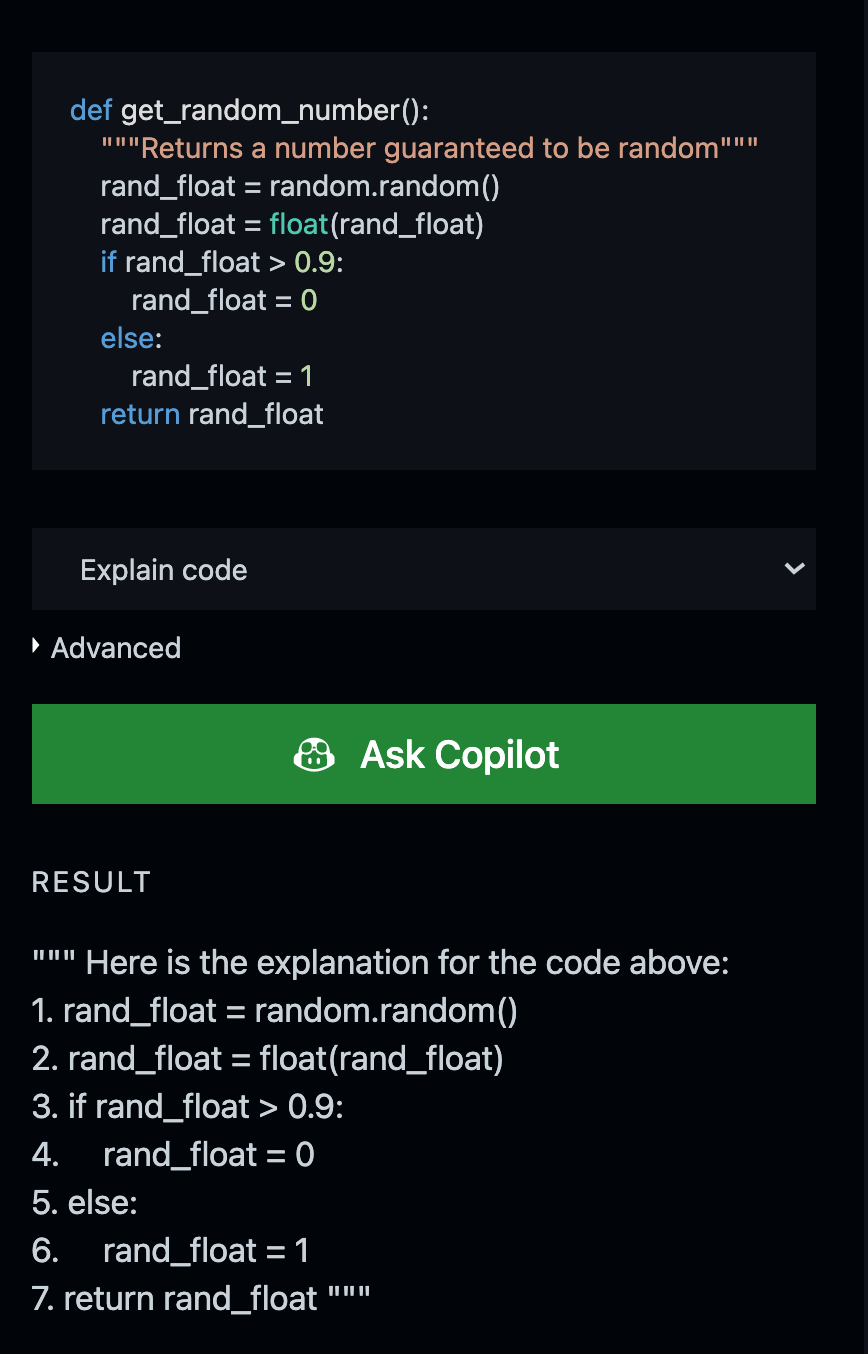 def get_random_number():
    """Returns a number guaranteed to be random"""
    rand_float = random.random()
    rand_float = float(rand_float)
    if rand_float > 0.9:
        rand_float = 0
    else:
        rand_float = 1
    return rand_float
Explain code
Advanced
Ask Copilot
RESULT
""" Here is the explanation for the code above:
1. rand_float = random.random()
2. rand_float = float(rand_float)
3. if rand_float > 0.9:
4.     rand_float = 0
5. else:
6.     rand_float = 1
7. return rand_float """